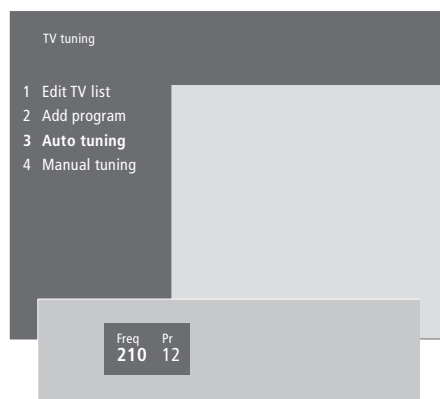 TV tuning
1 Edit TV list
2 Add program
3 Auto tuning
4 Manual tuning
Freq Pr
210 12